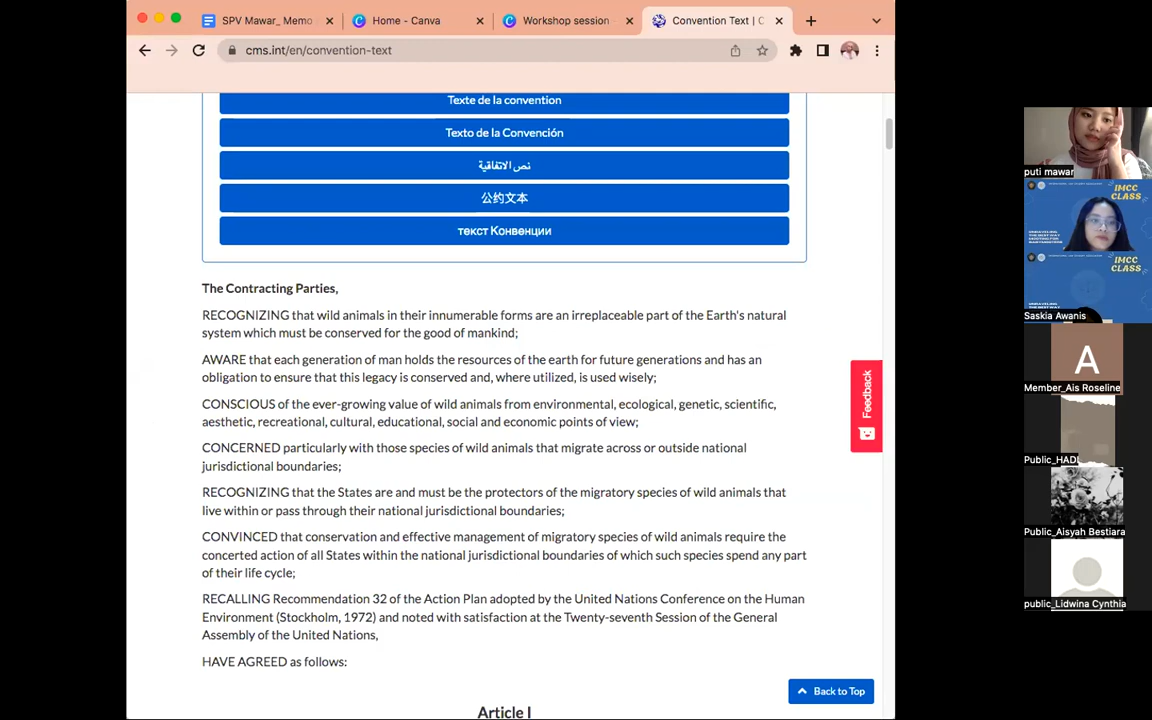 SPV Mawar_ Memo
Home - Canva
Workshop session
Convention Text | C
cms.int/en/convention-text
Texte de la convention
Texto de la Convención
نص الاتفاقية
公约文本
текст Конвенции
The Contracting Parties,
RECOGNIZING that wild animals in their innumerable forms are an irreplaceable part of the Earth's natural
system which must be conserved for the good of mankind;
AWARE that each generation of man holds the resources of the earth for future generations and has an
obligation to ensure that this legacy is conserved and, where utilized, is used wisely;
CONSCIOUS of the ever-growing value of wild animals from environmental, ecological, genetic, scientific,
aesthetic, recreational, cultural, educational, social and economic points of view;
CONCERNED particularly with those species of wild animals that migrate across or outside national
jurisdictional boundaries;
RECOGNIZING that the States are and must be the protectors of the migratory species of wild animals that
live within or pass through their national jurisdictional boundaries;
CONVINCED that conservation and effective management of migratory species of wild animals require the
concerted action of all States within the national jurisdictional boundaries of which such species spend any part
of their life cycle;
RECALLING Recommendation 32 of the Action Plan adopted by the United Nations Conference on the Human
Environment (Stockholm, 1972) and noted with satisfaction at the Twenty-seventh Session of the General
Assembly of the United Nations,
HAVE AGREED as follows:
Article I
Feedback
Back to Top
puti mawar
IMCC
CLASS
IMCC
CLASS
Saskia Awanis
A
Member_Ais Roseline
Public_HADI
Public_Aisyah Bestiara
public_Lidwina Cynthia